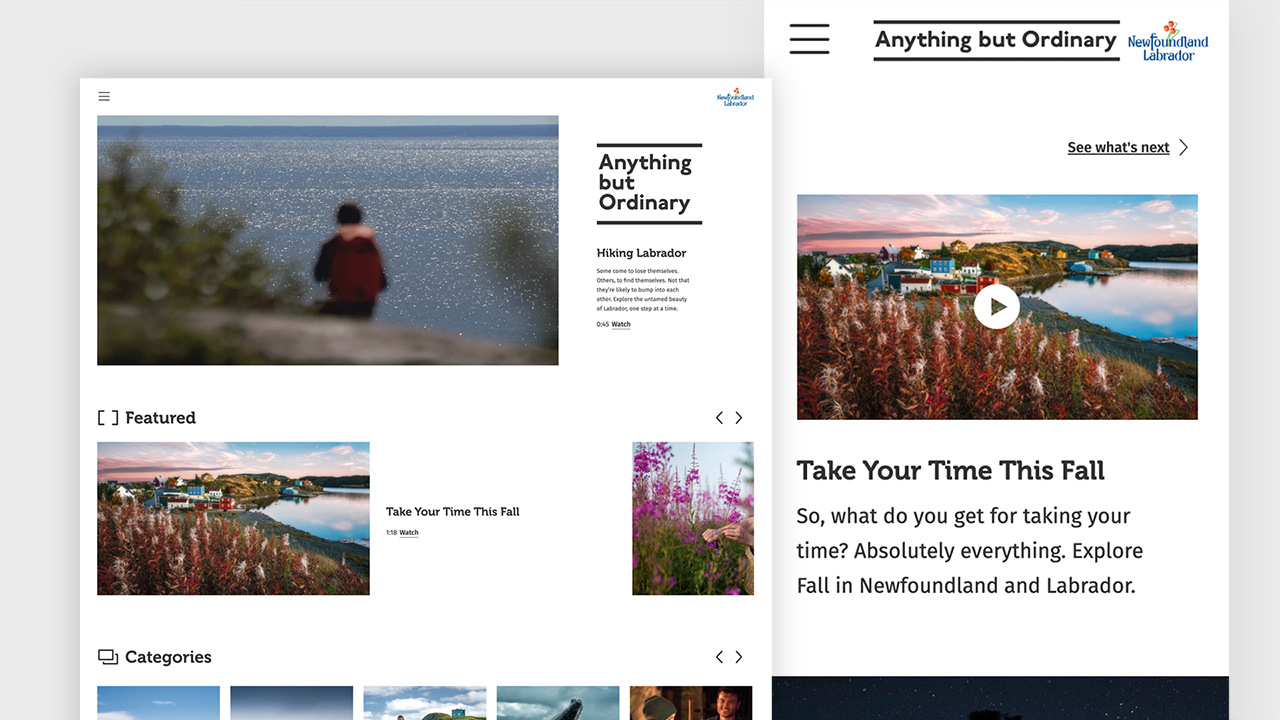 Newfoundland
Labrador
Anything
but
Ordinary
Hiking Labrador
Some come to lose themselves.
Others, to find themselves. Not that
they're likely to bump into each
other. Explore the untamed beauty
of Labrador, one step at a time.
0:45 Watch
Featured
Take Your Time This Fall
1:18 Watch
Categories
Anything but Ordinary
Newfoundland
Labrador
See what's next
Take Your Time This Fall
So, what do you get for taking your
time? Absolutely everything. Explore
Fall in Newfoundland and Labrador.